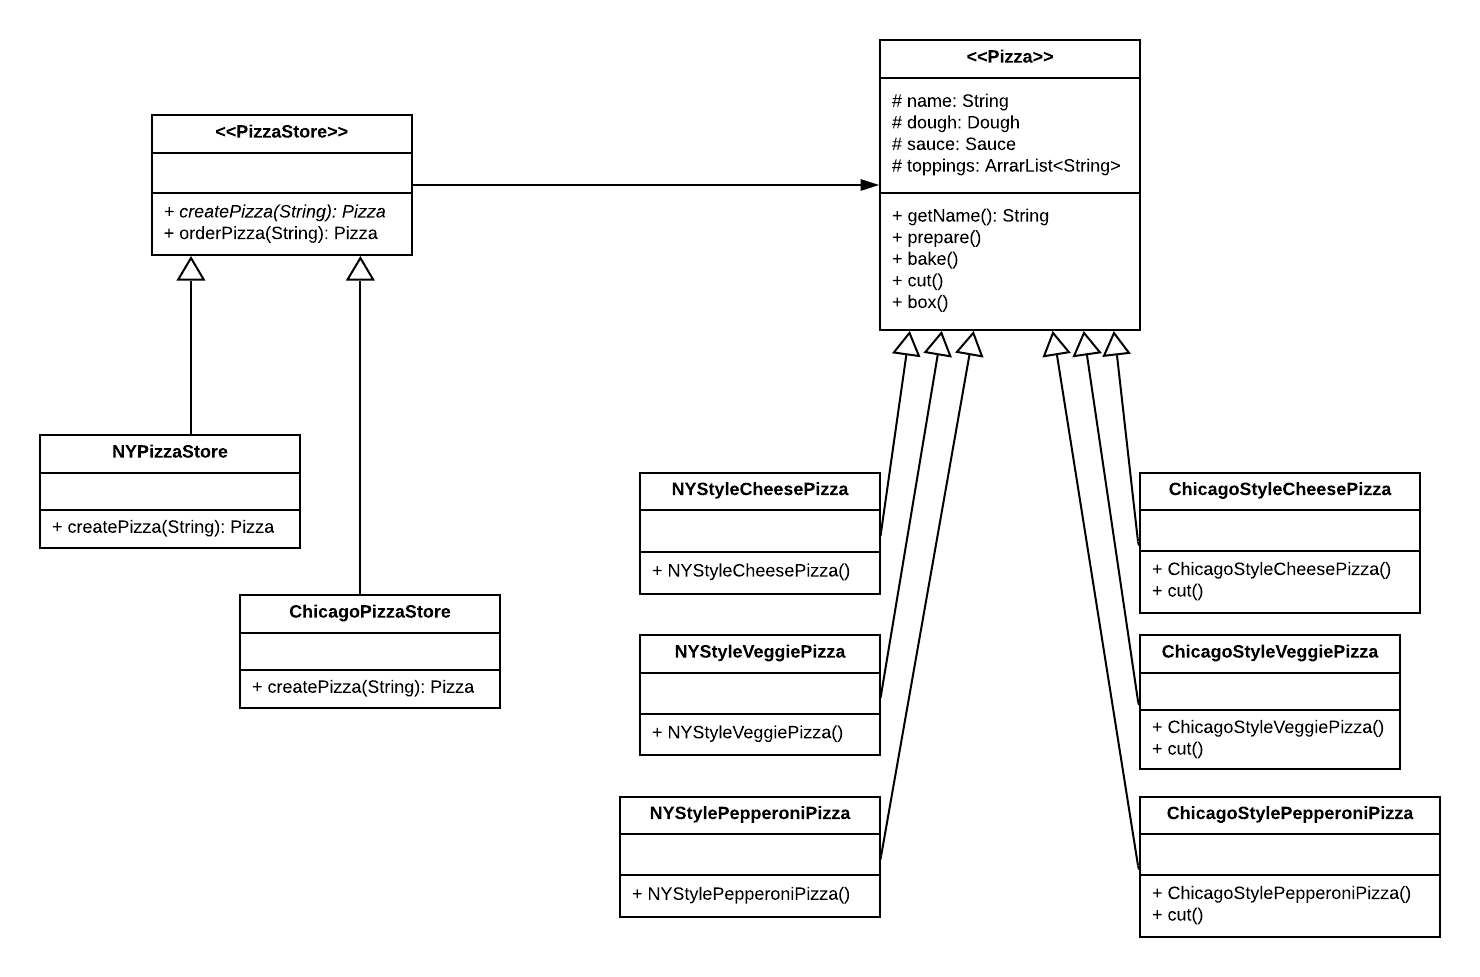 <<Pizza>>
# name: String
# dough: Dough
# sauce: Sauce
# toppings: ArrarList<String>
+ getName(): String
+ prepare()
+ bake()
+ cut()
+ box()
<<PizzaStore>>
+ createPizza(String): Pizza
+ orderPizza(String): Pizza
NYPizzaStore
+ createPizza(String): Pizza
ChicagoPizzaStore
+ createPizza(String): Pizza
NYStyleCheesePizza
+ NYStyleCheesePizza()
NYStyleVeggiePizza
+ NYStyleVeggiePizza()
NYStylePepperoniPizza
+ NYStylePepperoniPizza()
ChicagoStyleCheesePizza
+ ChicagoStyleCheesePizza()
+ cut()
ChicagoStyleVeggiePizza
+ ChicagoStyleVeggiePizza()
+ cut()
ChicagoStylePepperoniPizza
+ ChicagoStylePepperoniPizza()
+ cut()